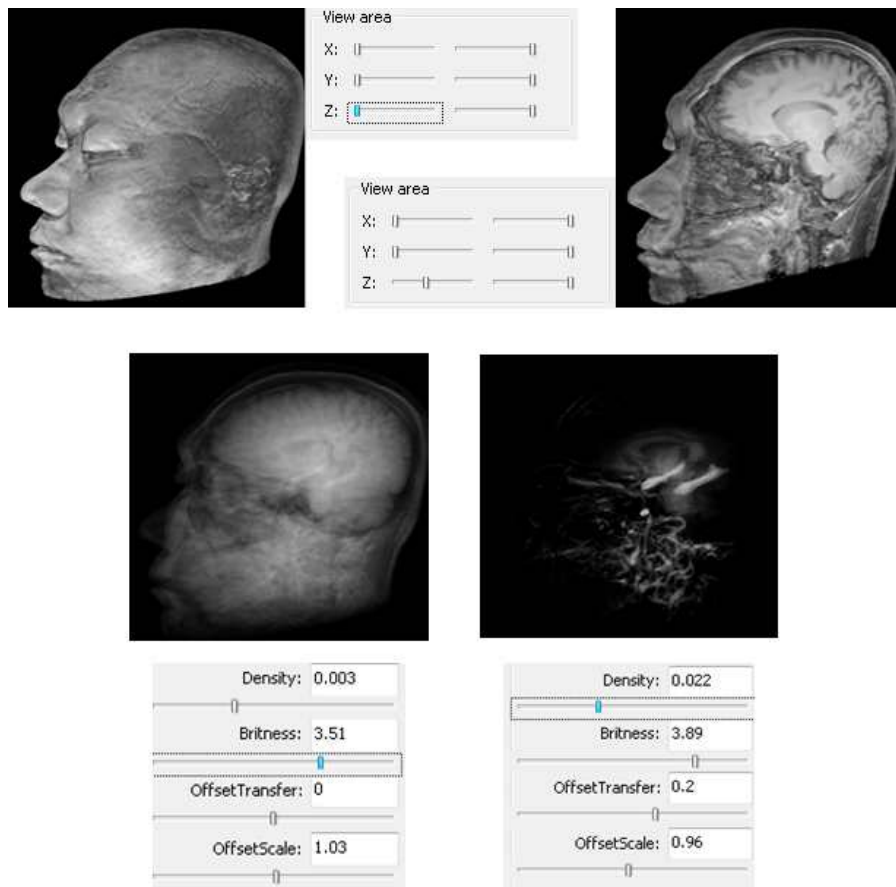 View area
X:
Y:
Z:
View area
X:
Y:
Z:
Density: 0.003
Britness: 3.51
OffsetTransfer: 0
OffsetScale: 1.03
Density: 0.022
Britness: 3.89
OffsetTransfer: 0.2
OffsetScale: 0.96